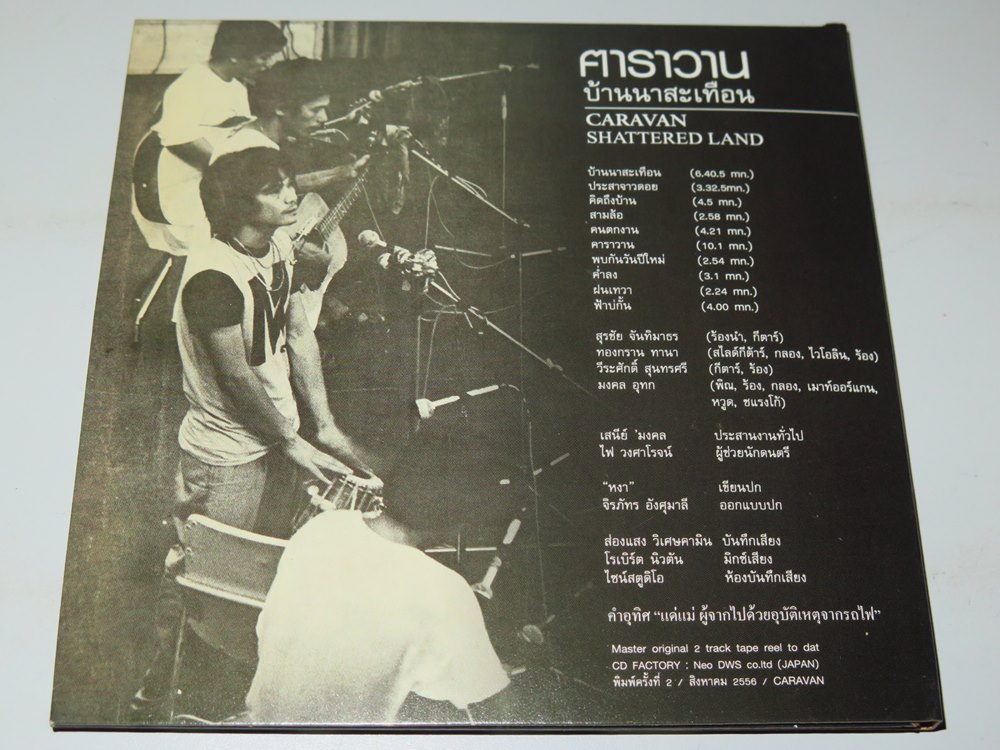 คาราวาน
บ้านนาสะเทือน
CARAVAN
SHATTERED LAND
บ้านนาสะเทือน (6.40.5 mn.)
ประสาชาวดอย (3.32.5mn.)
คิดถึงบ้าน (4.5 mn.)
สามล้อ (2.58 mn.)
คนตกงาน (4.21 mn.)
คาราวาน (10.1 mn.)
พบกันวันปีใหม่ (2.54 mn.)
ค่ำลง (3.1 mn.)
ฝนเทวา (2.24 mn.)
ฟ้าบ่กั้น (4.00 mn.)
สุรชัย จันทิมาธร (ร้องนำ, กีตาร์)
ทองกราน ทานา (สไลด์กีต้าร์, กลอง, ไวโอลิน, ร้อง)
วีระศักดิ์ สุนทรศรี (กีตาร์, ร้อง)
มงคล อุทก (พิณ, ร้อง, กลอง, เมาท์ออร์แกน,
หวูด, ชแรงโก้)
เสนีย์ 'มงคล ประสานงานทั่วไป
ไฟ วงศาโรจน์ ผู้ช่วยนักดนตรี
“หงา” เขียนปก
จิรภัทร อังศุมาลี ออกแบบปก
ส่องแสง วิเศษคามิน บันทึกเสียง
โรเบิร์ต นิวตัน มิกซ์เสียง
ไชน์สตูดิโอ ห้องบันทึกเสียง
คำอุทิศ “แด่แม่ ผู้จากไปด้วยอุบัติเหตุจากรถไฟ”
Master original 2 track tape reel to dat
CD FACTORY : Neo DWS co.ltd (JAPAN)
พิมพ์ครั้งที่ 2 / สิงหาคม 2556 / CARAVAN